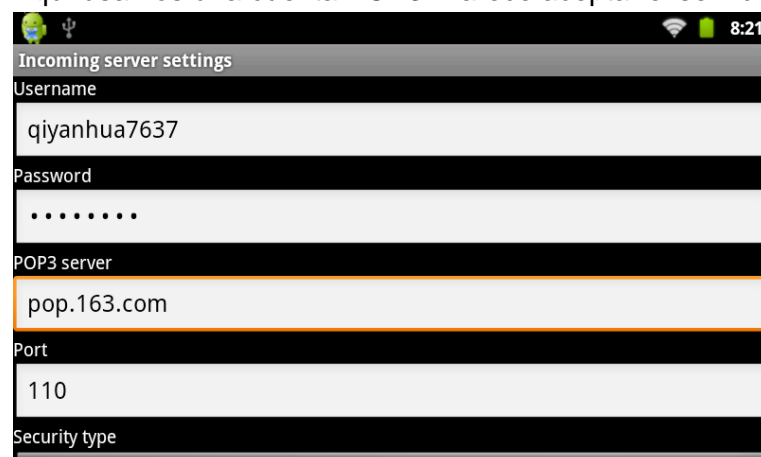 8:21
Incoming server settings
Username
qiyanhua7637
Password
••••••••
POP3 server
pop.163.com
Port
110
Security type